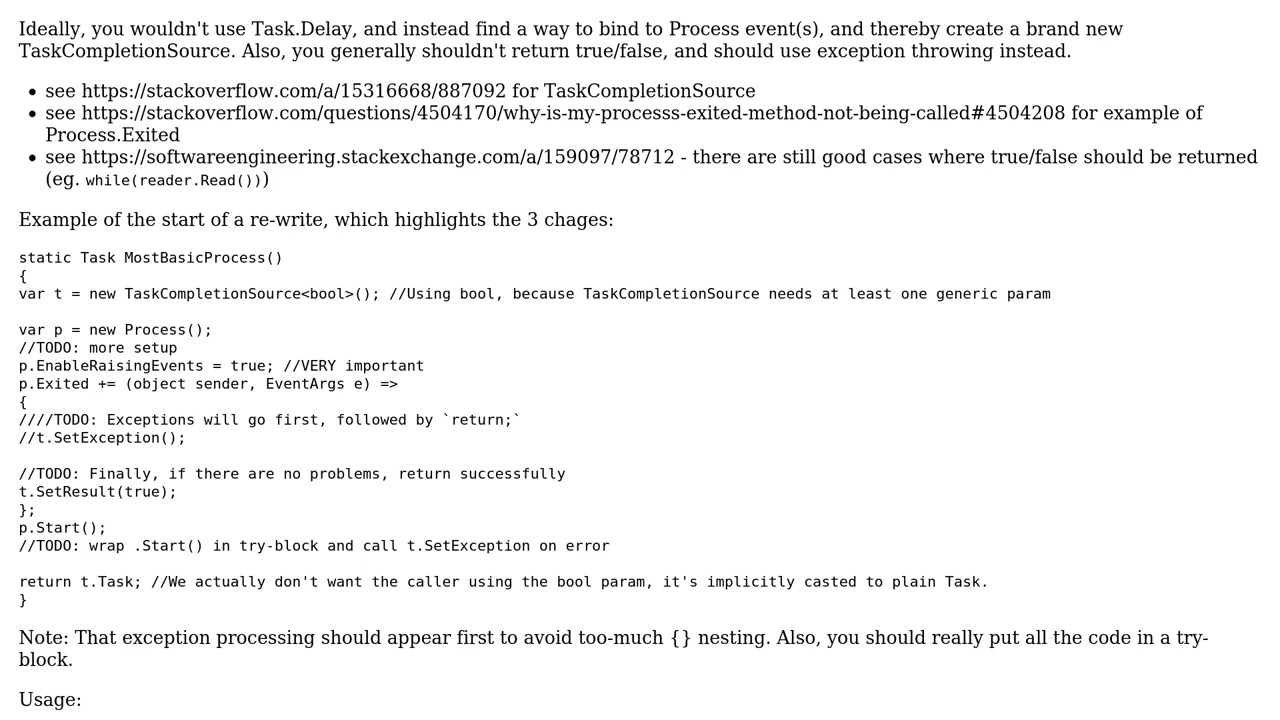 Ideally, you wouldn't use Task.Delay, and instead find a way to bind to Process event(s), and thereby create a brand new
TaskCompletionSource. Also, you generally shouldn't return true/false, and should use exception throwing instead.
• see https://stackoverflow.com/a/15316668/887092 for TaskCompletionSource
• see https://stackoverflow.com/questions/4504170/why-is-my-processs-exited-method-not-being-called#4504208 for example of
Process.Exited
• see https://softwareengineering.stackexchange.com/a/159097/78712 - there are still good cases where true/false should be returned
(eg. while(reader.Read()))
Example of the start of a re-write, which highlights the 3 chages:
static Task MostBasicProcess()
{
var t = new TaskCompletionSource<bool>(); //Using bool, because TaskCompletionSource needs at least one generic param
var p = new Process();
//TODO: more setup
p.EnableRaisingEvents = true; //VERY important
p.Exited += (object sender, EventArgs e) =>
{
////TODO: Exceptions will go first, followed by `return;`
//t.SetException();
//TODO: Finally, if there are no problems, return successfully
t.SetResult(true);
};
p.Start();
//TODO: wrap .Start() in try-block and call t.SetException on error
return t.Task; //We actually don't want the caller using the bool param, it's implicitly casted to plain Task.
}
Note: That exception processing should appear first to avoid too-much {} nesting. Also, you should really put all the code in a try-
block.
Usage: